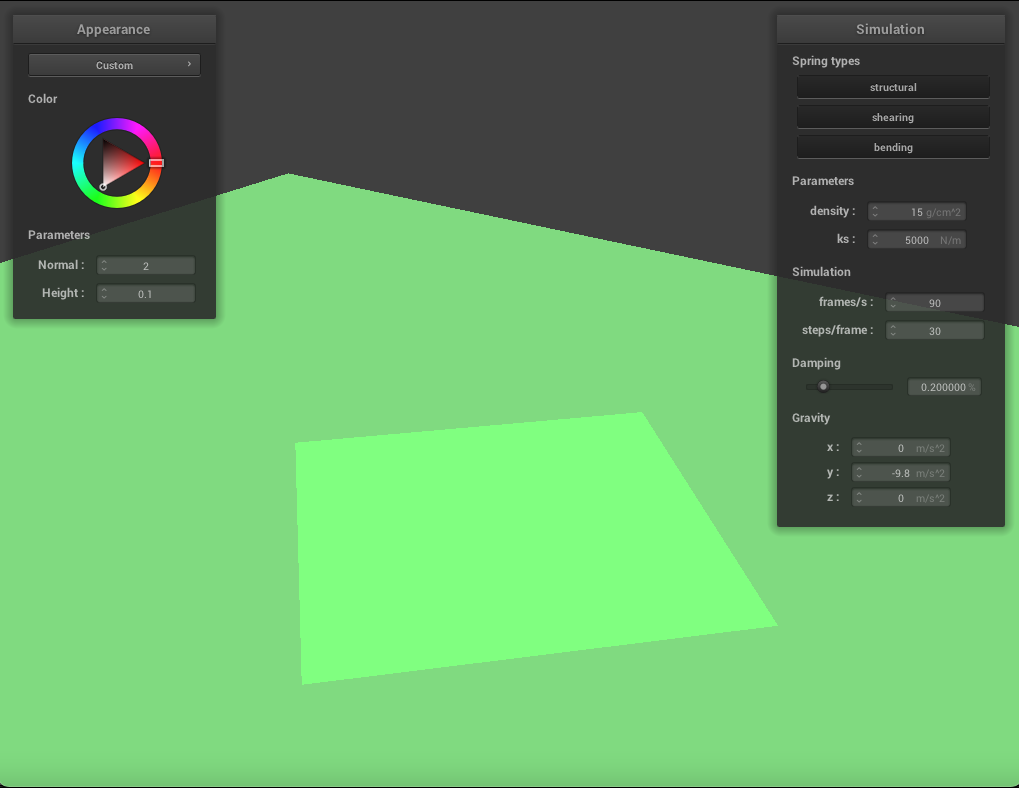 Appearance
Custom
Color
Parameters
Normal : 2
Height : 0.1
Simulation
Spring types
structural
shearing
bending
Parameters
density : 15 g/cm^2
ks : 5000 N/m
Simulation
frames/s : 90
steps/frame : 30
Damping
0.200000 %
Gravity
x : 0 m/s^2
y : -9.8 m/s^2
z : 0 m/s^2